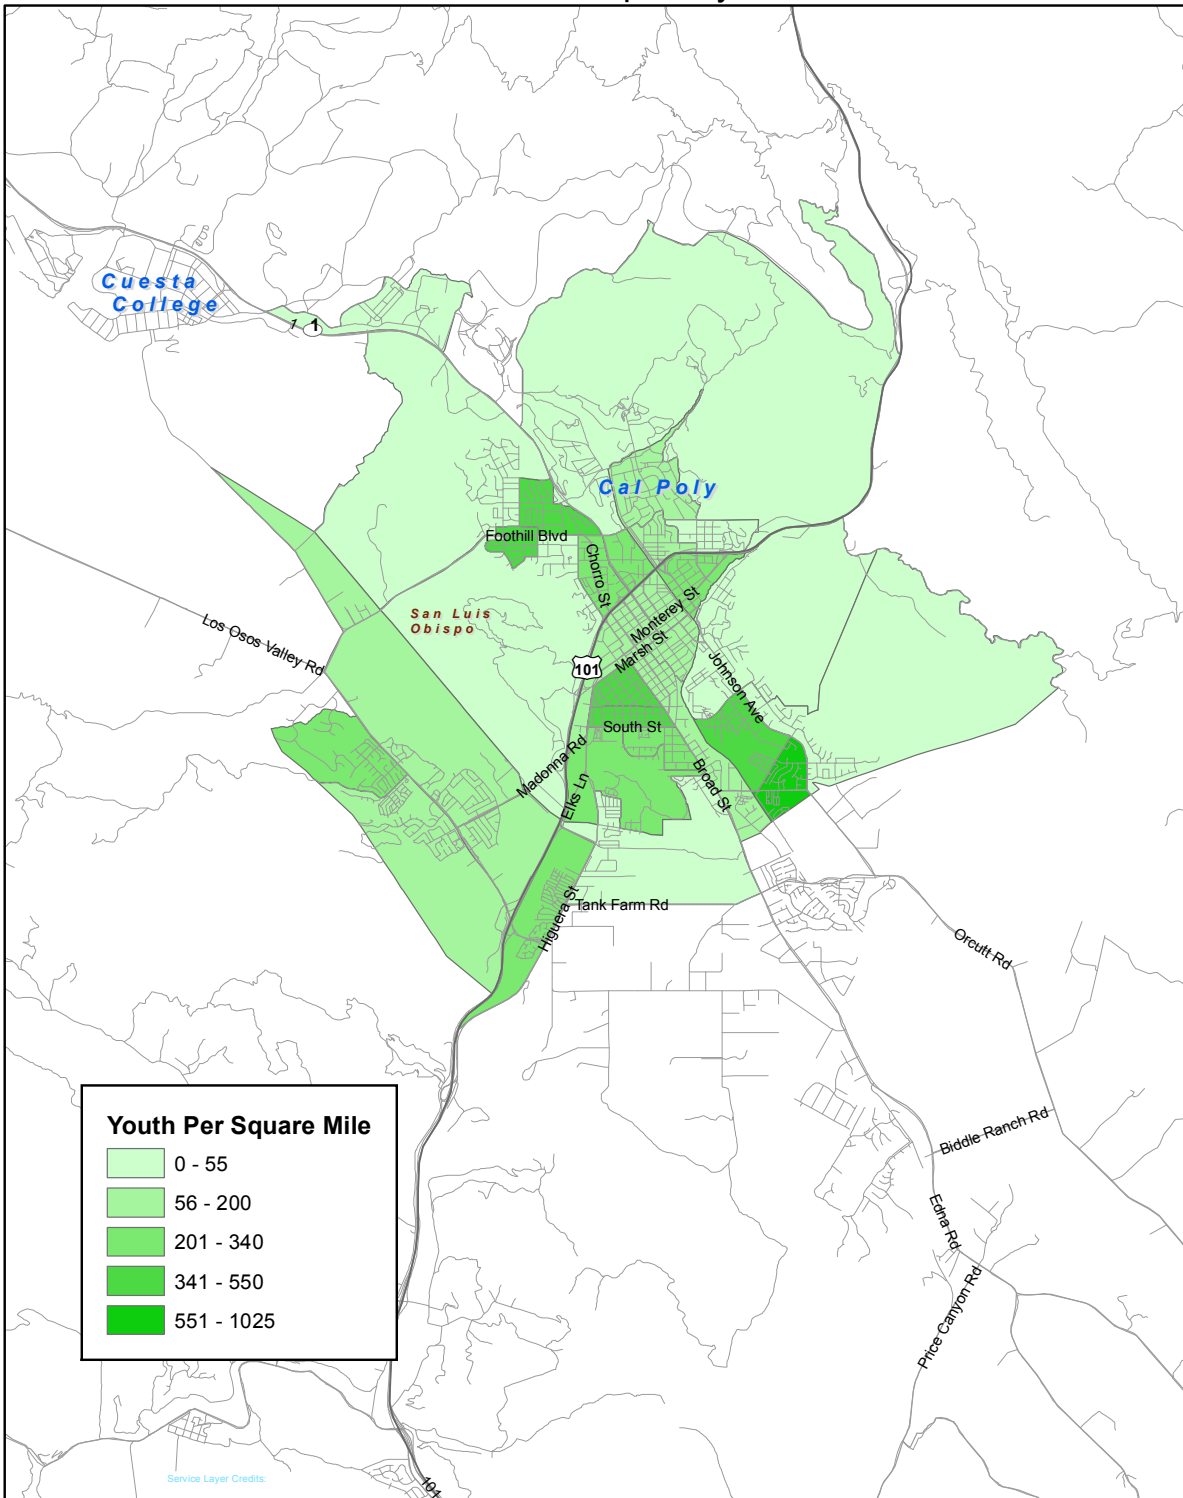 Cuesta
College
1
1
Cal Poly
Foothill Blvd
Chorro St
San Luis
Obispo
Monterey St
Marsh St
Los Osos Valley Rd
101
Johnson Ave
South St
Madonna Rd
Elks Ln
Broad St
Higuera St
Tank Farm Rd
Orcutt Rd
Youth Per Square Mile
0 - 55
56 - 200
201 - 340
341 - 550
551 - 1025
Biddle Ranch Rd
Edna Rd
Price Canyon Rd
Service Layer Credits:
101